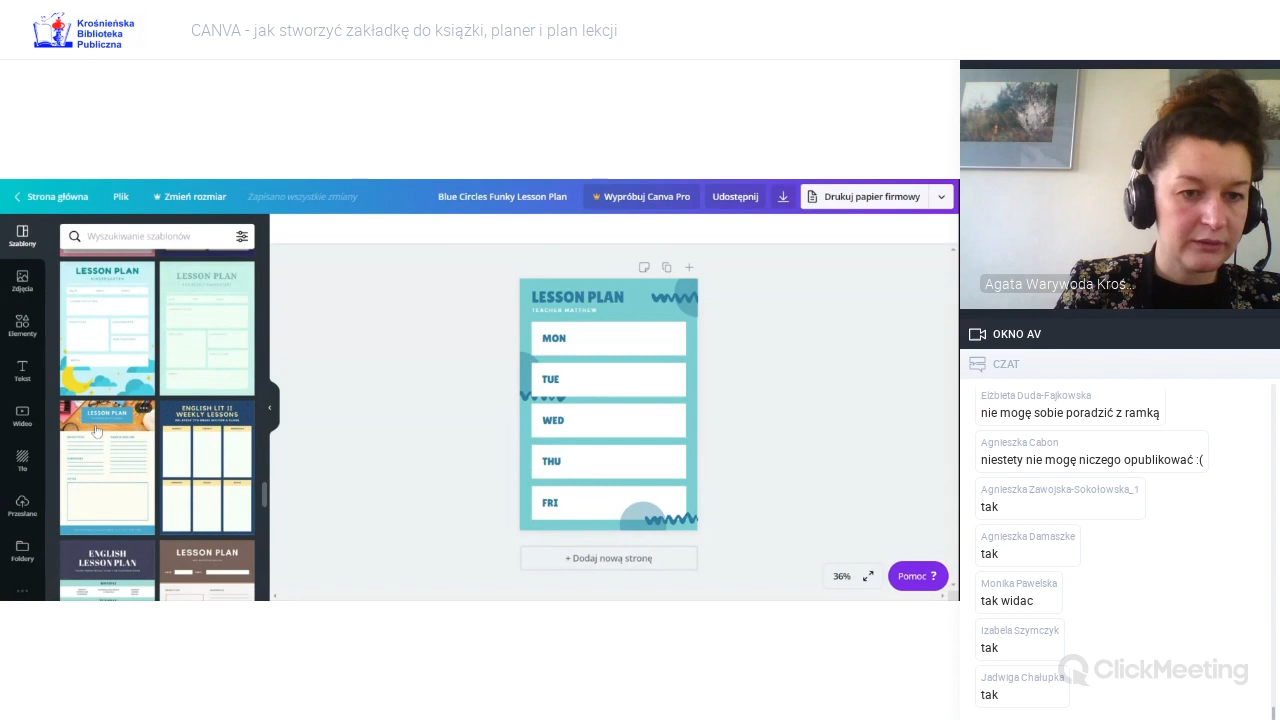 Krośnieńska
Biblioteka
Publiczna
CANVA - jak stworzyć zakładkę do książki, planer i plan lekcji
Strona główna
Plik
Zmień rozmiar
Zapisano wszystkie zmiany
Blue Circles Funky Lesson Plan
Wypróbuj Canva Pro
Udostępnij
Drukuj papier firmowy
Szablony
Zdjęcia
Elementy
Tekst
Wideo
Tło
Przesłane
Foldery
Wyszukiwanie szablonów
LESSON PLAN
LESSON PLAN
LESSON PLAN
ENGLISH LIT II
WEEKLY LESSONS
ENGLISH
LESSON PLAN
LESSON PLAN
LESSON PLAN
TEACHER MATTHEW
MON
TUE
WED
THU
FRI
+ Dodaj nową stronę
36%
Pomoc ?
Agata Warywoda Kroś...
OKNO AV
CZAT
Elżbieta Duda-Fajkowska
nie mogę sobie poradzić z ramką
Agnieszka Cabon
niestety nie mogę niczego opublikować :(
Agnieszka Zawojska-Sokołowska_1
tak
Agnieszka Damaszke
tak
Monika Pawelska
tak widac
Izabela Szymczyk
tak
Jadwiga Chałupka
tak
ClickMeeting